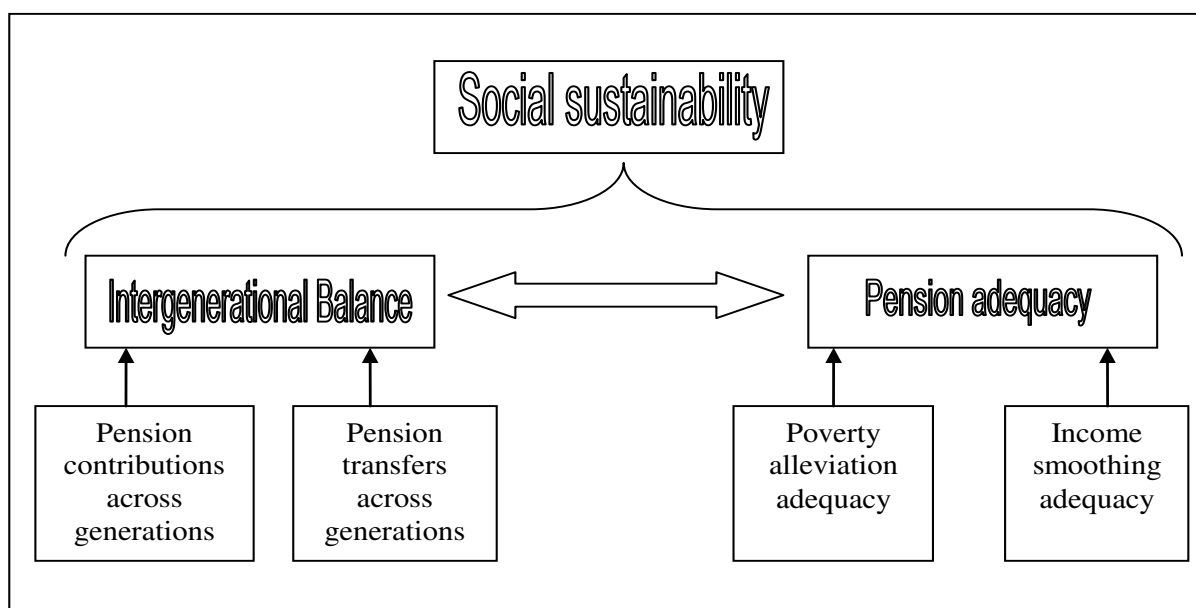 Social sustainability
Intergenerational Balance
Pension adequacy
Pension
contributions
across
generations
Pension
transfers
across
generations
Poverty
alleviation
adequacy
Income
smoothing
adequacy